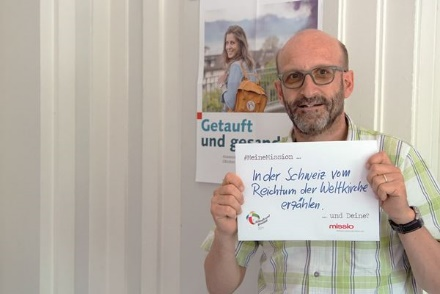 Getauft
und gesand
#MeineMission ...
In der Schweiz vom
Reichtum der Weltkirche
erzählen.
... und Deine?
missio